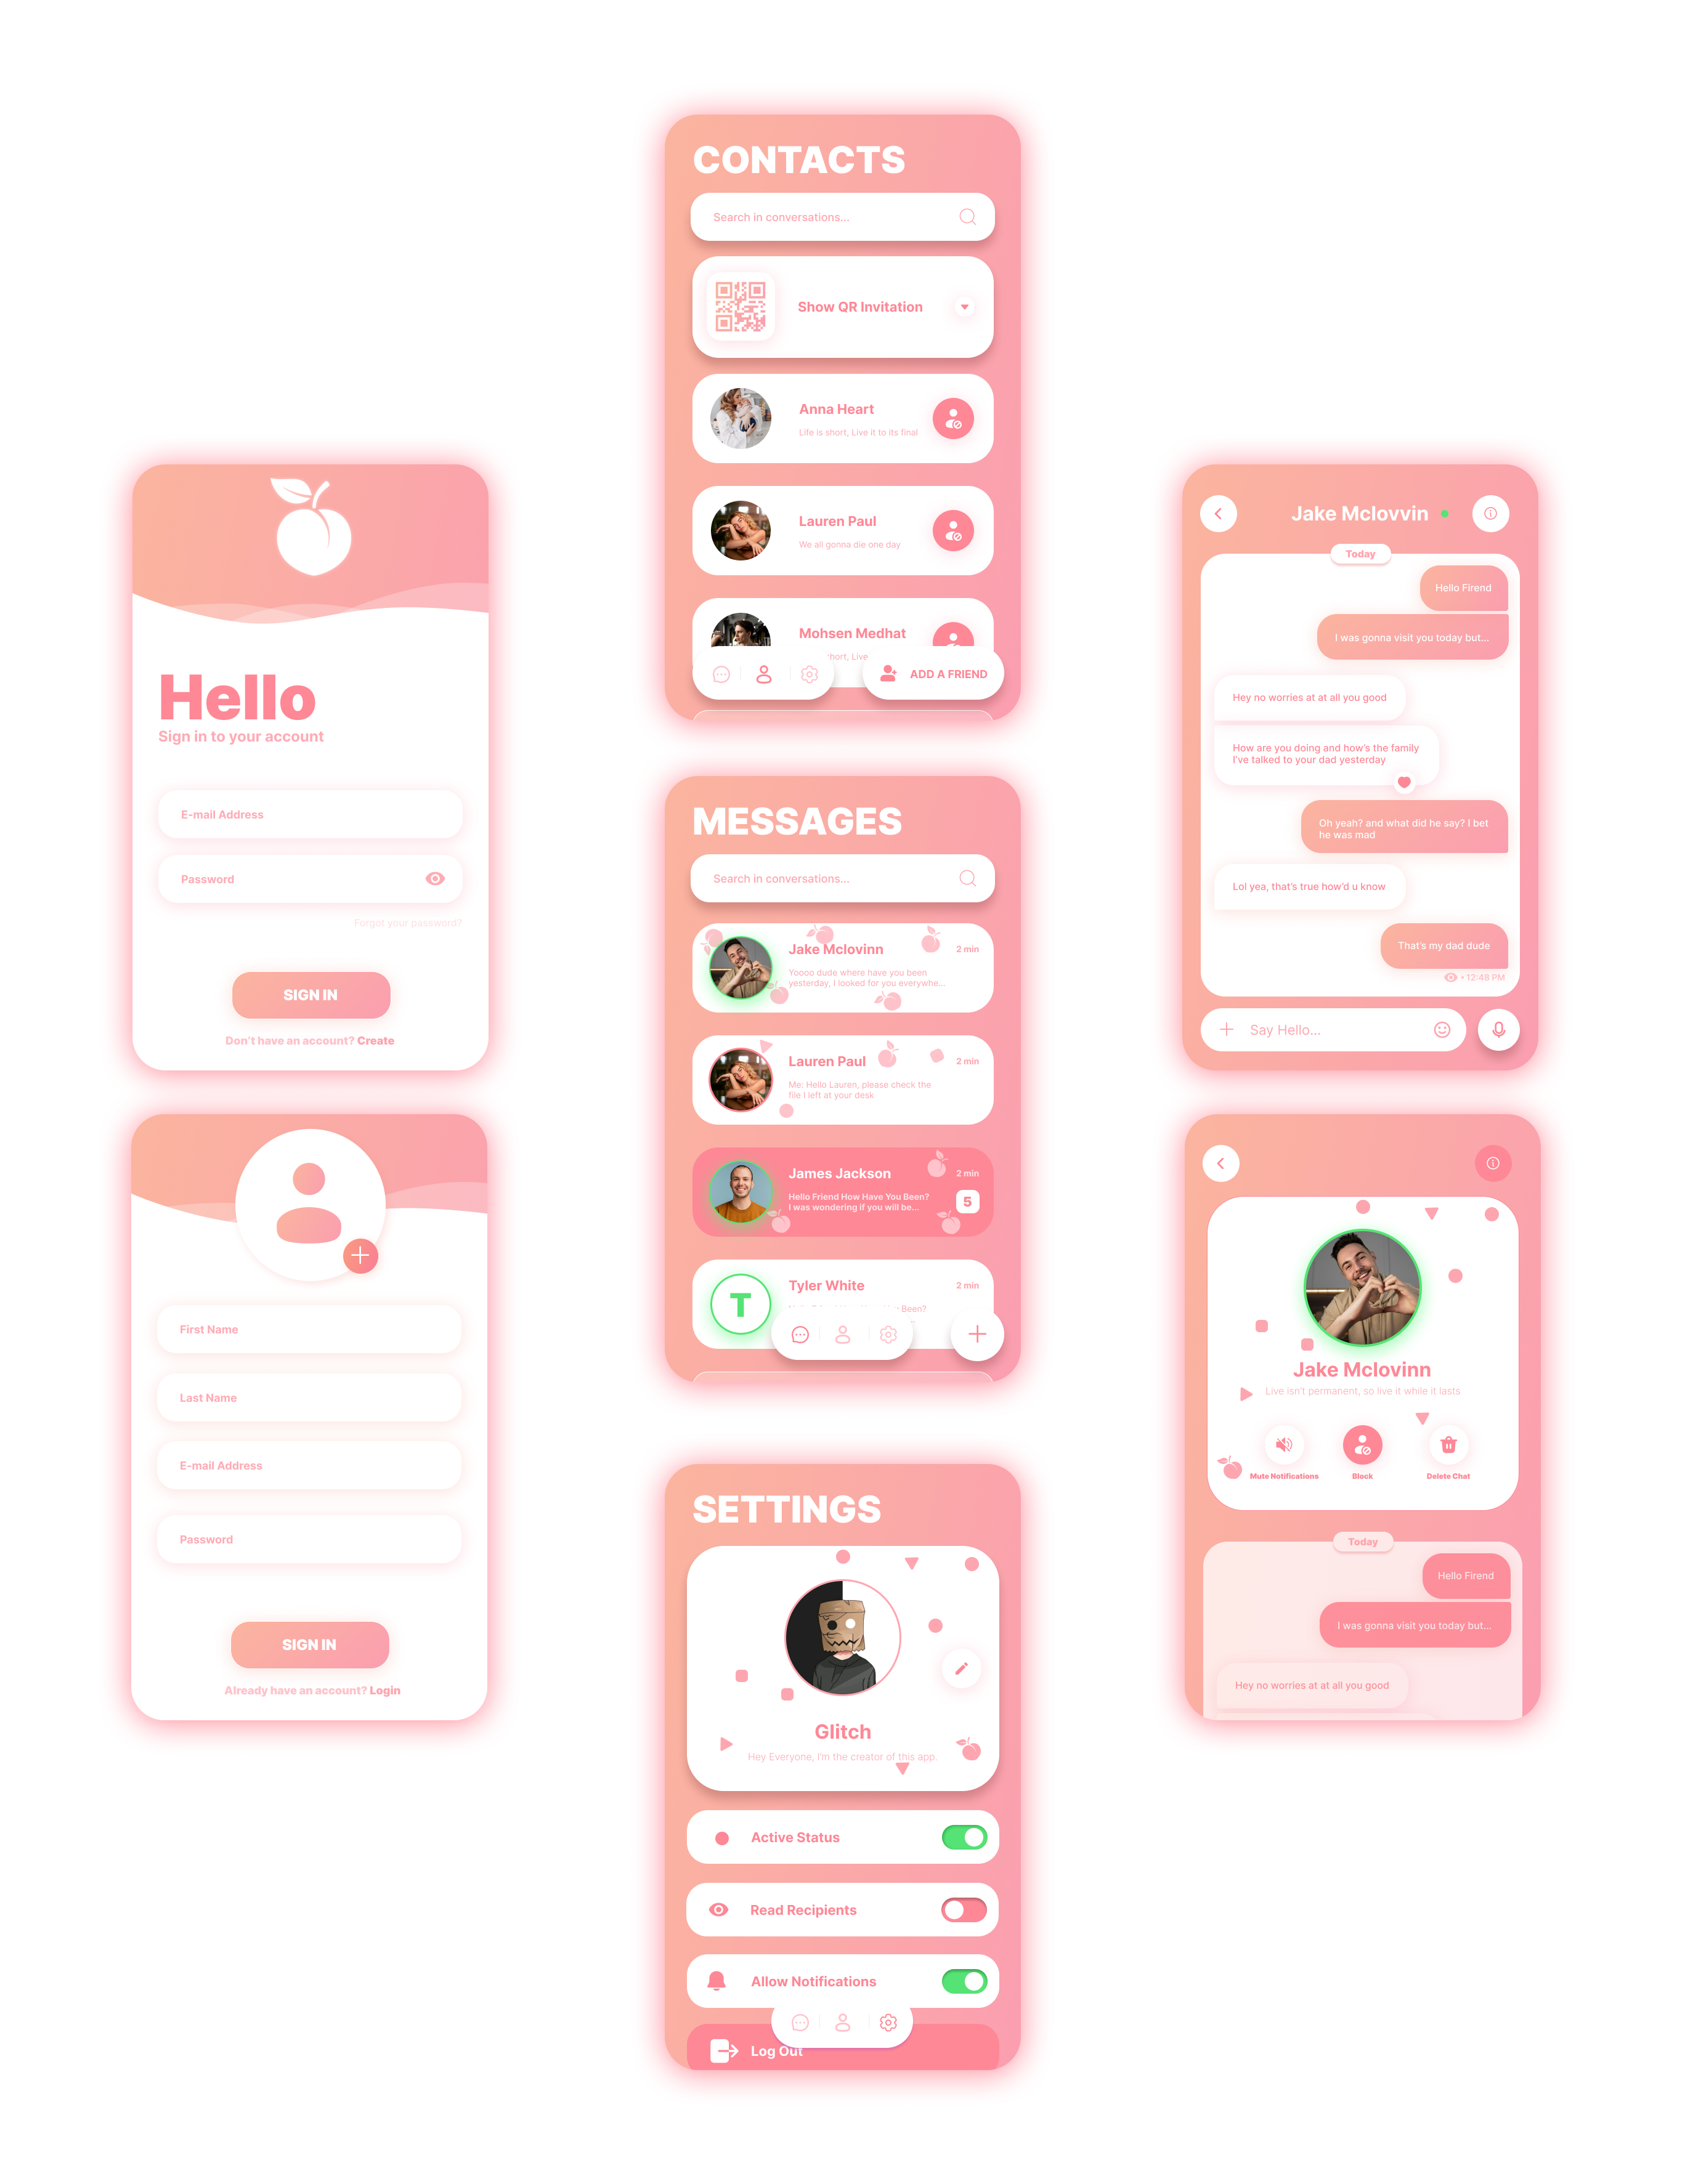 Hello
Sign in to your account
E-mail Address
Password
Forgot your password?
SIGN IN
Don't have an account? Create
First Name
Last Name
E-mail Address
Password
SIGN IN
Already have an account? Login
CONTACTS
Search in conversations...
Show QR Invitation
Anna Heart
Life is short, Live it to its final
Lauren Paul
We all gonna die one day
Mohsen Medhat
short, Live
ADD A FRIEND
MESSAGES
Search in conversations...
Jake Mclovinn
2 min
Yoooo dude where have you been
yesterday, I looked for you everywhe...
Lauren Paul
2 min
Me: Hello Lauren, please check the
file I left at your desk
James Jackson
2 min
Hello Friend How Have You Been?
I was wondering if you will be...
5
T
Tyler White
2 min
Been?
SETTINGS
Glitch
Hey Everyone, I'm the creator of this app.
Active Status
Read Recipients
Allow Notifications
Log Out
Jake Mclovvin
Today
Hello Firend
I was gonna visit you today but...
Hey no worries at at all you good
How are you doing and how's the family
I've talked to your dad yesterday
Oh yeah? and what did he say? I bet
he was mad
Lol yea, that's true how'd u know
That's my dad dude
• 12:48 PM
Say Hello...
Jake Mclovinn
Live isn't permanent, so live it while it lasts
Mute Notifications
Block
Delete Chat
Today
Hello Firend
I was gonna visit you today but...
Hey no worries at at all you good